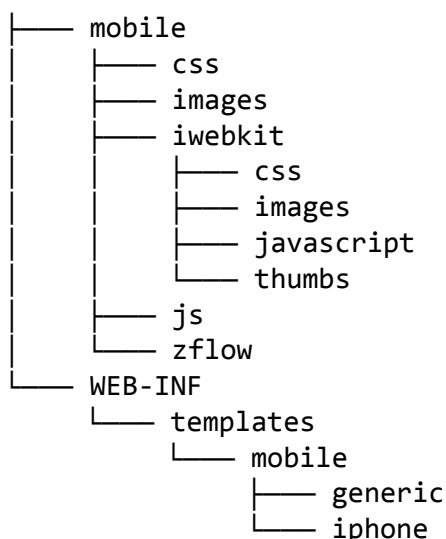 mobile
css
images
iwebkit
css
images
javascript
thumbs
js
zflow
WEB-INF
templates
mobile
generic
iphone